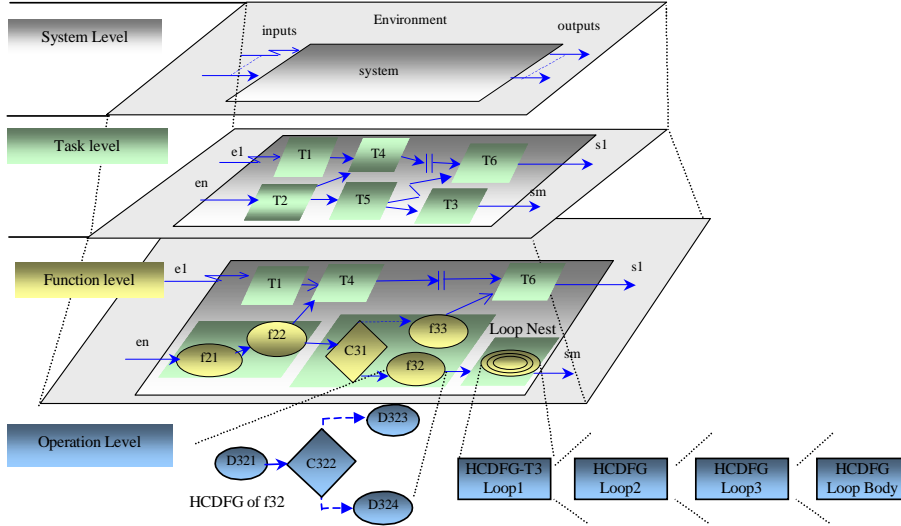 System Level
Environment
inputs
outputs
system
Task level
e1
T1
T4
T6
s1
en
T2
T5
T3
sm
Function level
e1
T1
T4
T6
s1
en
f21
f22
C31
f33
f32
Loop Nest
sm
Operation Level
D321
C322
D323
D324
HCDFG of f32
HCDFG-T3
Loop1
HCDFG
Loop2
HCDFG
Loop3
HCDFG
Loop Body